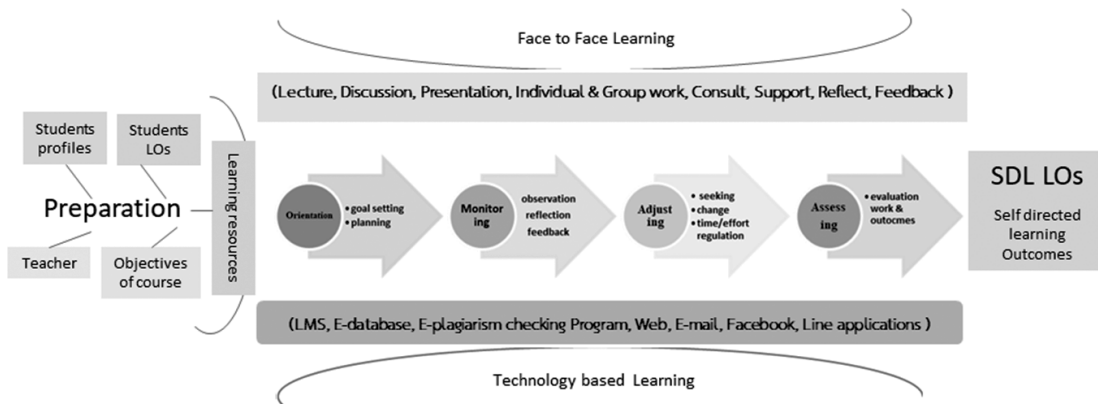 Face to Face Learning
(Lecture, Discussion, Presentation, Individual & Group work, Consult, Support, Reflect, Feedback )
Students
profiles
Students
LOs
Preparation
Teacher
Objectives
of course
Learning resources
Orientation
• goal setting
• planning
Monitor
ing
observation
reflection
feedback
Adjust
ing
• seeking
• change
• time/effort
regulation
Assess
ing
• evaluation
work &
outocmes
SDL LOs
Self directed
learning
Outcomes
(LMS, E-database, E-plagiarism checking Program, Web, E-mail, Facebook, Line applications )
Technology based Learning